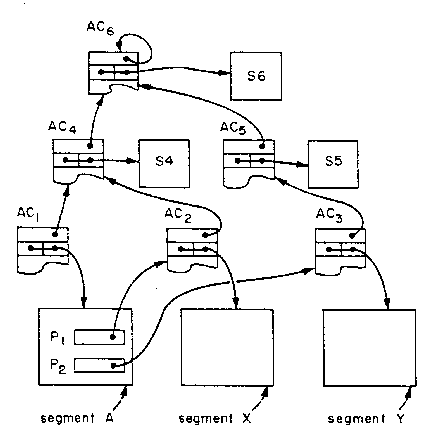 AC6
S6
AC4
AC5
S4
S5
AC1
AC2
AC3
P1
P2
segment A
segment X
segment Y